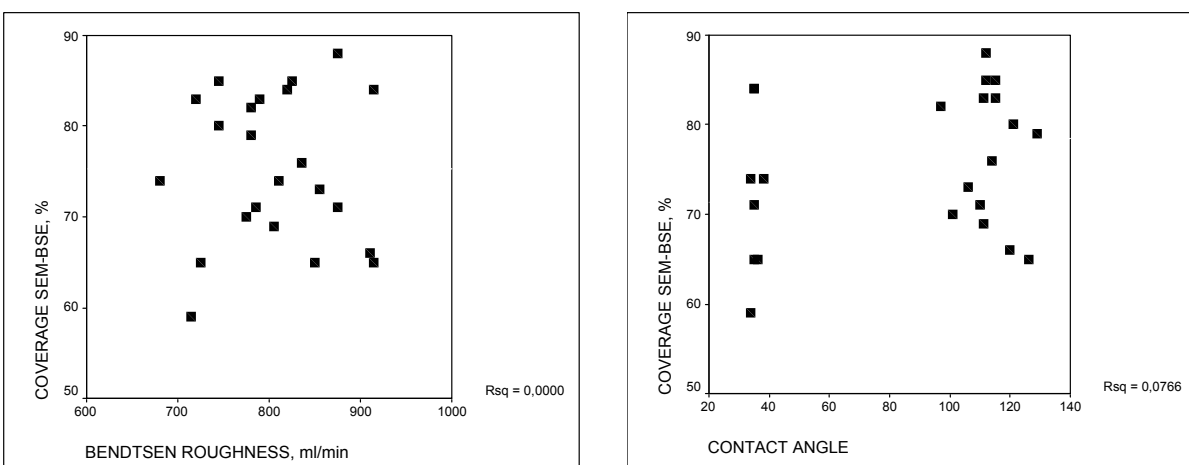 90
80
70
60
50
COVERAGE SEM-BSE, %
600 700 800 900 1000
BENDTSEN ROUGHNESS, ml/min
Rsq = 0,0000
90
80
70
60
50
COVERAGE SEM-BSE, %
20 40 60 80 100 120 140
CONTACT ANGLE
Rsq = 0,0766